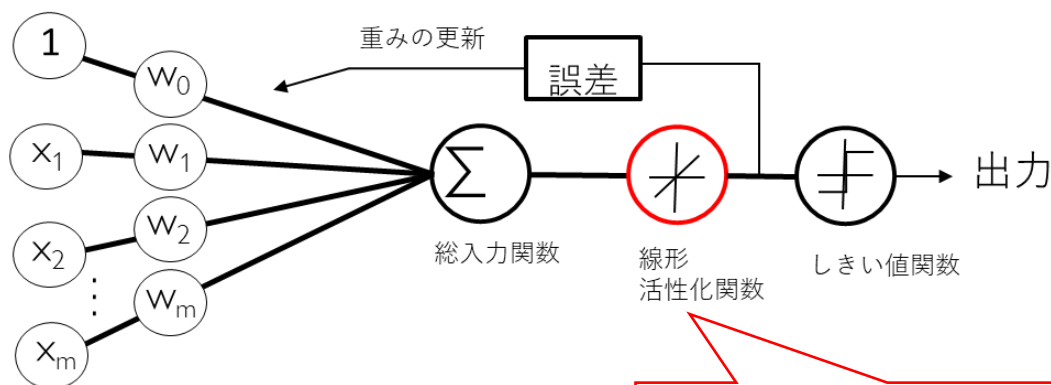 重みの更新
誤差
1
w₀
x₁
w₁
x₂
w₂
xₘ
wₘ
Σ
総入力関数
線形
活性化関数
しきい値関数
出力